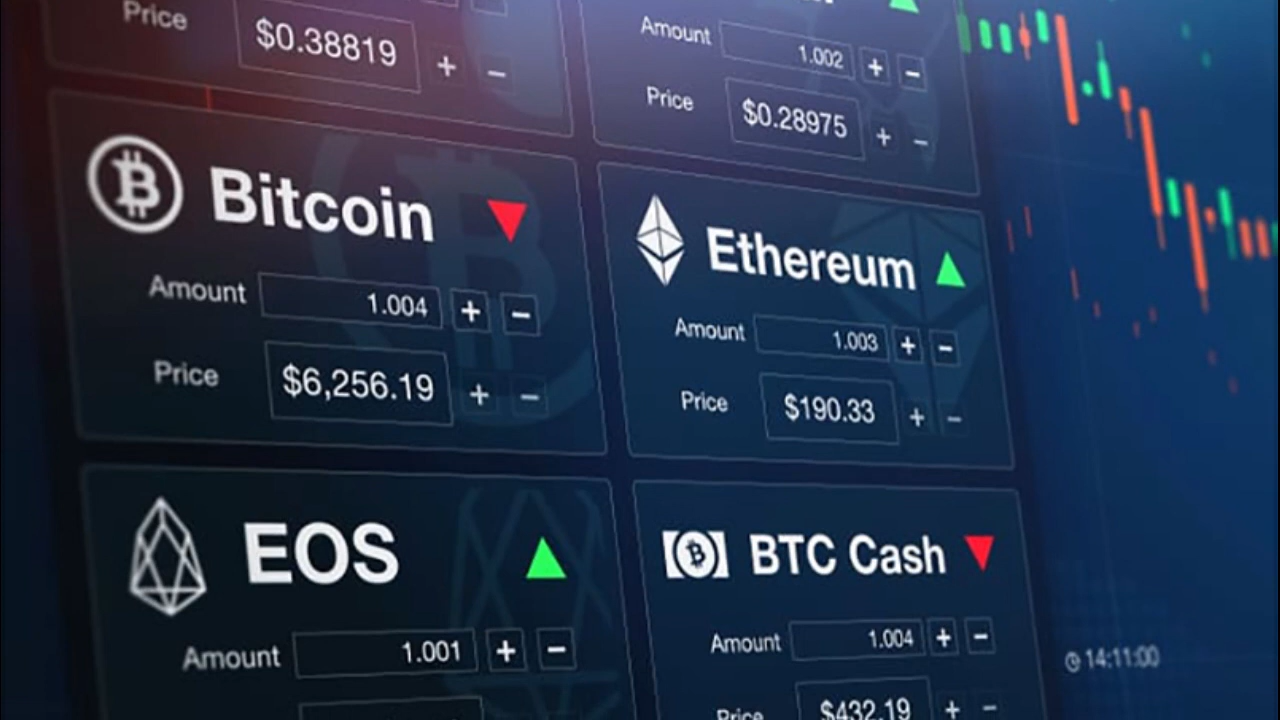 Price $0.38819 + −
Amount 1.002 + −
Price $0.28975 + −
Bitcoin
Amount 1.004 + −
Price $6,256.19 + −
Ethereum
Amount 1.003 + −
Price $190.33 + −
EOS
Amount 1.001 + −
BTC Cash
Amount 1.004 + −
Price $432.19 + −
14:11:00